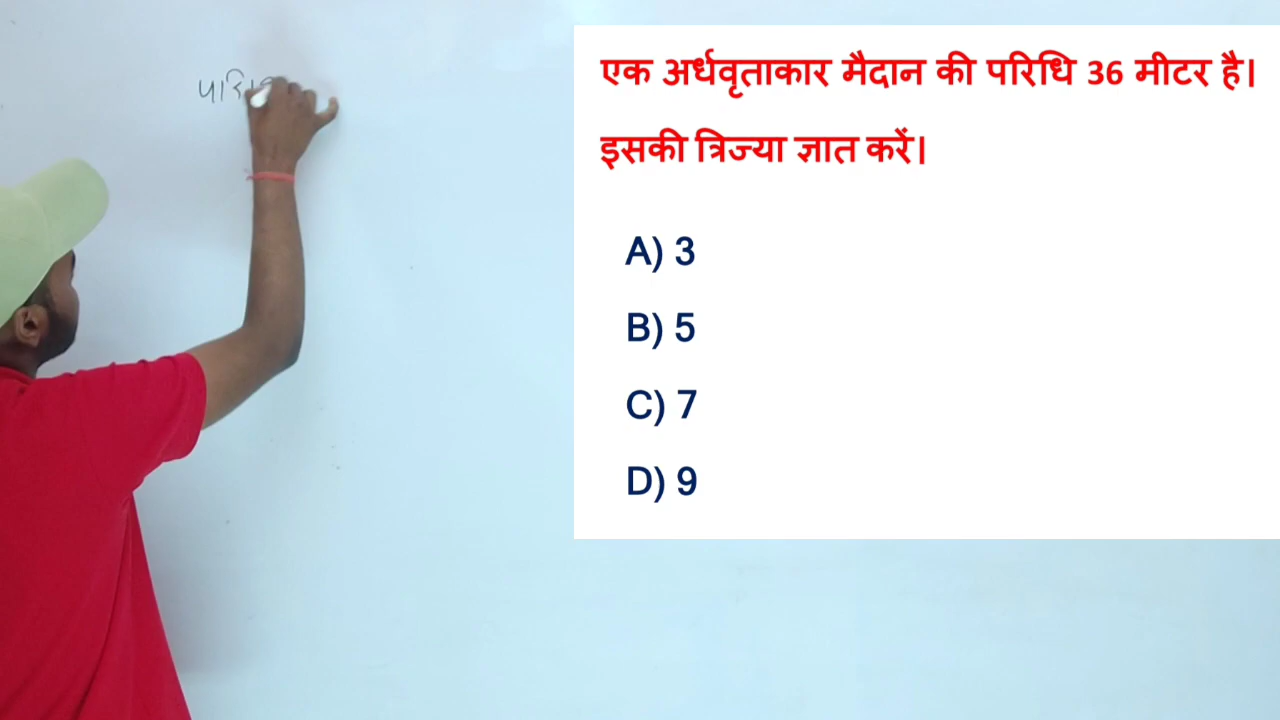 एक अर्धवृताकार मैदान की परिधि 36 मीटर है।
इसकी त्रिज्या ज्ञात करें।
A) 3
B) 5
C) 7
D) 9